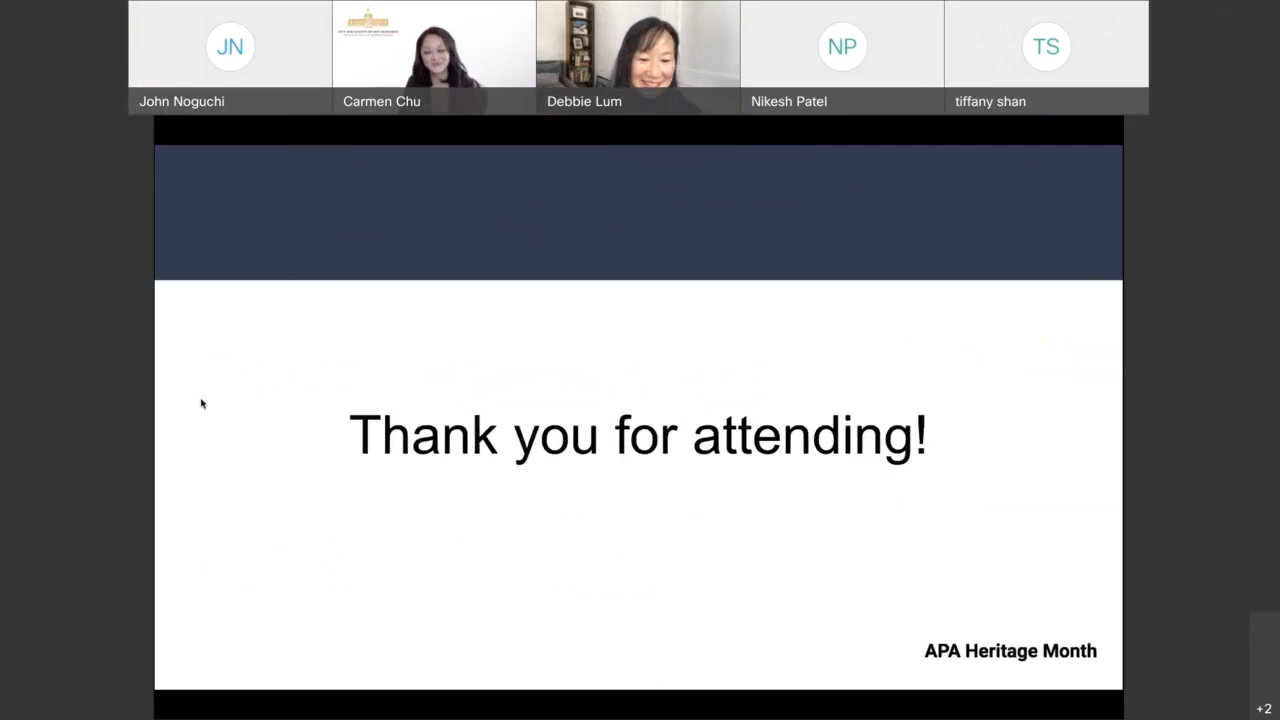 JN
NP
TS
John Noguchi
Carmen Chu
Debbie Lum
Nikesh Patel
tiffany shan
Thank you for attending!
APA Heritage Month
+2